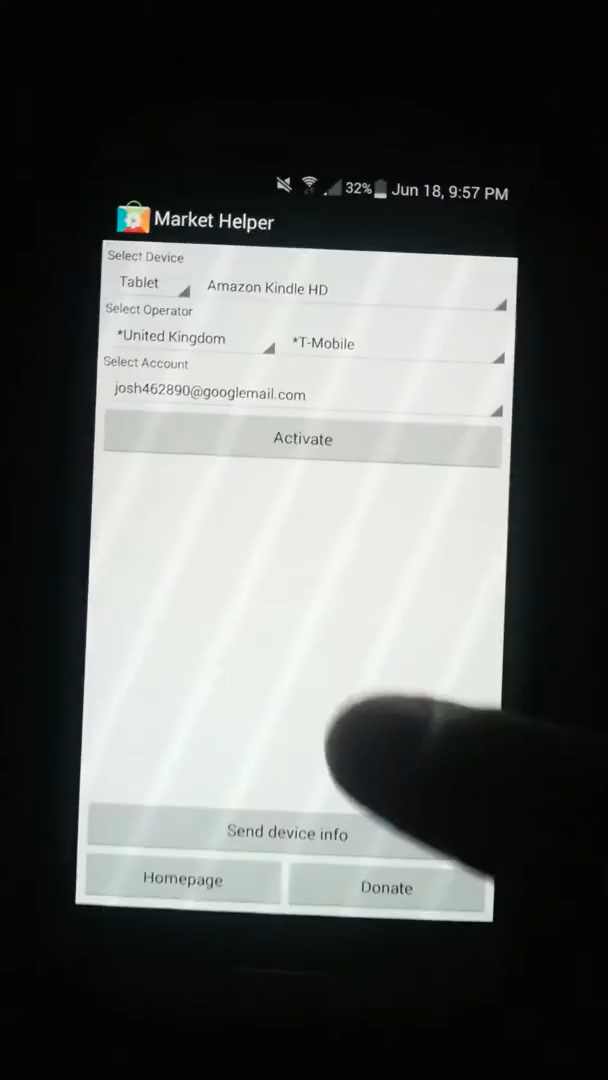 32% Jun 18, 9:57 PM
Market Helper
Select Device
Tablet Amazon Kindle HD
Select Operator
*United Kingdom *T-Mobile
Select Account
josh462890@googlemail.com
Activate
Send device info
Homepage Donate